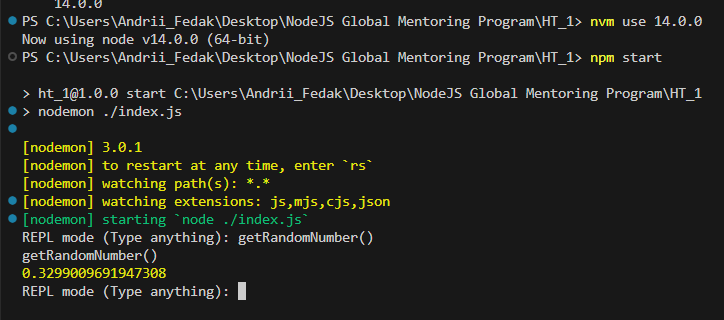 14.0.0
PS C:\Users\Andrii_Fedak\Desktop\NodeJS Global Mentoring Program\HT_1> nvm use 14.0.0
Now using node v14.0.0 (64-bit)
PS C:\Users\Andrii_Fedak\Desktop\NodeJS Global Mentoring Program\HT_1> npm start
> ht_1@1.0.0 start C:\Users\Andrii_Fedak\Desktop\NodeJS Global Mentoring Program\HT_1
> nodemon ./index.js
[nodemon] 3.0.1
[nodemon] to restart at any time, enter `rs`
[nodemon] watching path(s): *.*
[nodemon] watching extensions: js,mjs,cjs,json
[nodemon] starting `node ./index.js`
REPL mode (Type anything): getRandomNumber()
getRandomNumber()
0.3299009691947308
REPL mode (Type anything):